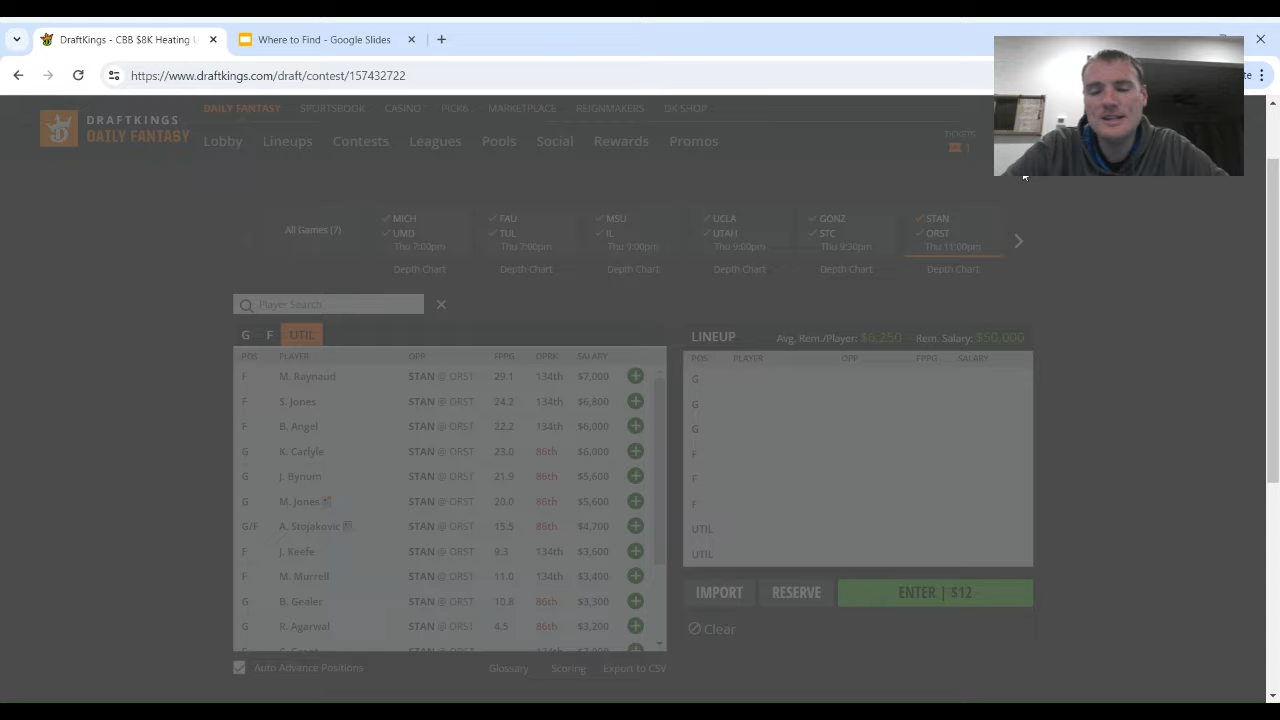 DraftKings - CBB $8K Heating U
Where to Find - Google Slides
https://www.draftkings.com/draft/contest/157432722
te
DRAFTKINGS
DAILY FANTASY
DAILY FANTASY SPORTSBOOK CASINO PICK6 MARKETPLACE REIGNMAKERS DK SHOP
Lobby Lineups Contests Leagues Pools Social Rewards Promos
TICKETS
1
All Games (7)
MICH FAU MSU UCLA GONZ STAN
UMD TUL IL UTAH STC ORST
Thu 7:00pm Thu 7:00pm Thu 9:00pm Thu 9:00pm Thu 9:30pm Thu 11:00pm
Depth Chart Depth Chart Depth Chart Depth Chart Depth Chart Depth Chart
Player Search
G F UTIL
POS PLAYER OPP FPPG OPRK SALARY
F M. Raynaud STAN @ ORST 29.1 134th $7,000
F S. Jones STAN @ ORST 24.2 134th $6,800
F B. Angel STAN @ ORST 22.2 134th $6,000
G K. Carlyle STAN @ ORST 23.0 86th $6,000
G J. Bynum STAN @ ORST 21.9 86th $5,600
G M. Jones STAN @ ORST 20.0 86th $5,600
G/F A. Stojakovic STAN @ ORST 15.5 86th $4,700
F J. Keefe STAN @ ORST 9.3 134th $3,600
F M. Murrell STAN @ ORST 11.0 134th $3,400
G B. Gealer STAN @ ORST 10.8 86th $3,300
G R. Agarwal STAN @ ORST 4.5 86th $3,200
Auto Advance Positions Glossary Scoring Export to CSV
LINEUP Avg. Rem./Player: $6,250 Rem. Salary: $50,000
POS PLAYER OPP FPPG SALARY
G
G
G
F
F
F
UTIL
UTIL
IMPORT RESERVE ENTER | $12
Clear